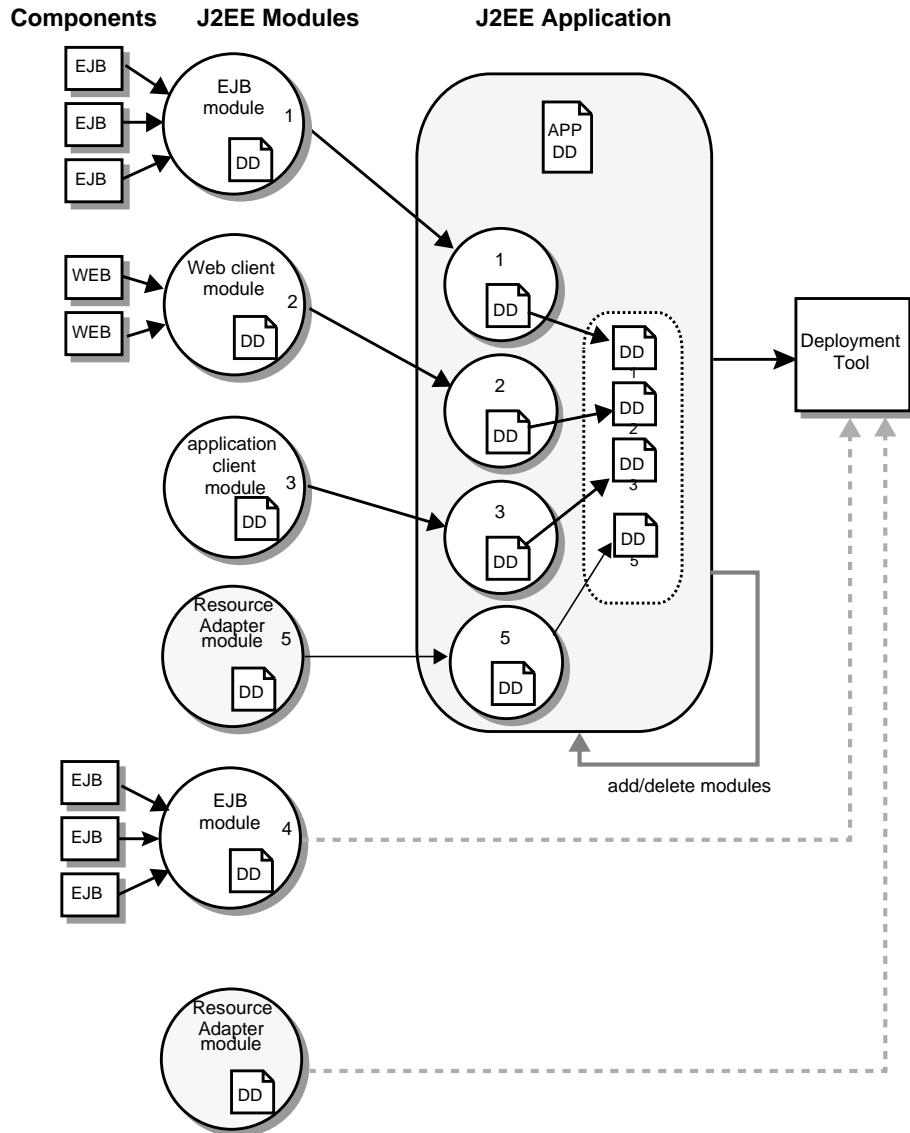 Components
J2EE Modules
J2EE Application
EJB
EJB
EJB
EJB
module
1
DD
APP
DD
WEB
WEB
Web client
module
2
DD
1
DD
2
DD
3
DD
5
DD
DD
1
DD
2
DD
3
DD
5
Deployment
Tool
application
client
module
3
DD
Resource
Adapter
module
5
DD
add/delete modules
EJB
EJB
EJB
EJB
module
4
DD
Resource
Adapter
module
DD